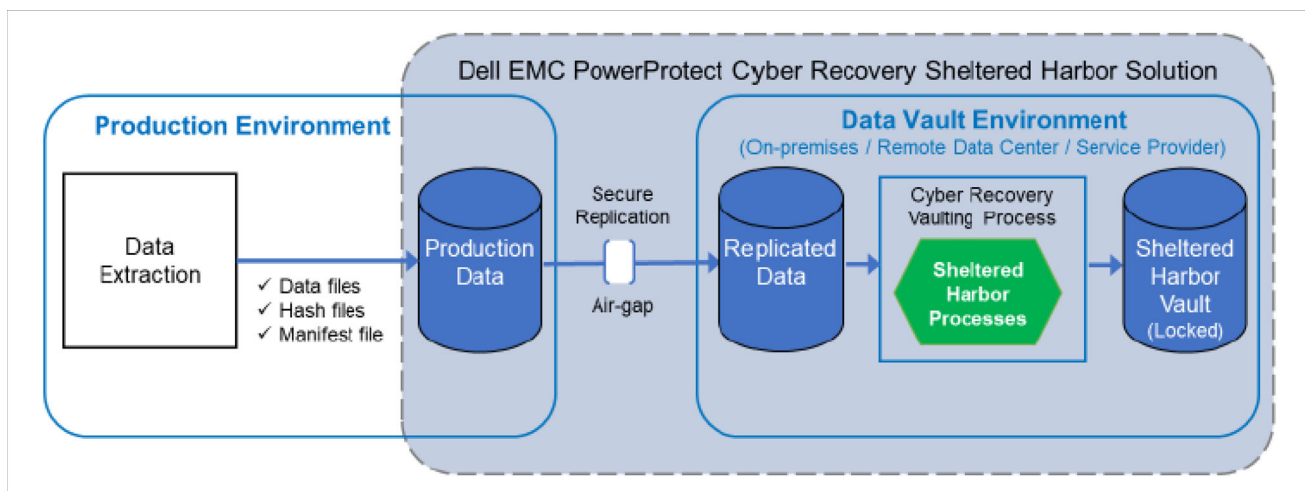 Dell EMC PowerProtect Cyber Recovery Sheltered Harbor Solution
Production Environment
Data
Extraction
✓ Data files
✓ Hash files
✓ Manifest file
Production
Data
Secure
Replication
Air-gap
Data Vault Environment
(On-premises / Remote Data Center / Service Provider)
Replicated
Data
Cyber Recovery
Vaulting Process
Sheltered
Harbor
Processes
Sheltered
Harbor
Vault
(Locked)